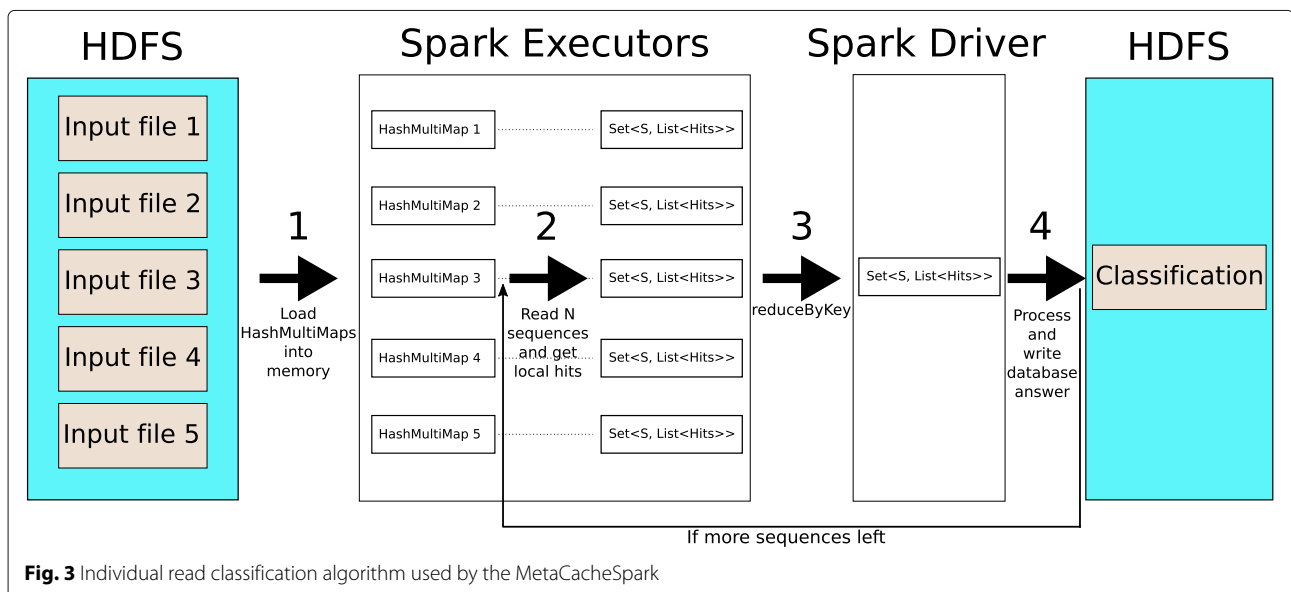 HDFS
Spark Executors
Spark Driver
HDFS
Input file 1
Input file 2
Input file 3
Input file 4
Input file 5
1
Load
HashMultiMaps
into
memory
HashMultiMap 1
Set<S, List<Hits>>
HashMultiMap 2
Set<S, List<Hits>>
HashMultiMap 3
Set<S, List<Hits>>
HashMultiMap 4
Set<S, List<Hits>>
HashMultiMap 5
Set<S, List<Hits>>
2
Read N
sequences
and get
local hits
3
reduceByKey
Set<S, List<Hits>>
4
Process
and
write
database
answer
Classification
If more sequences left
Fig. 3 Individual read classification algorithm used by the MetaCacheSpark